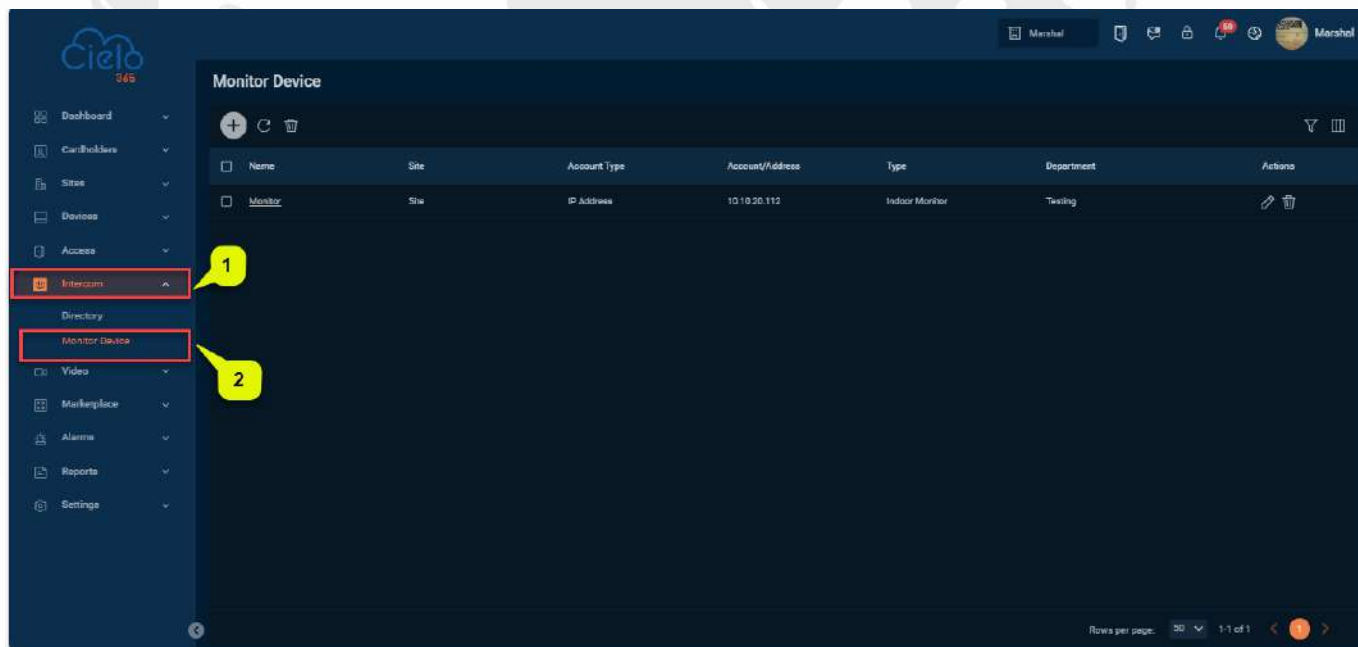 Cielo
365
Marshal
50
Marshal
Monitor Device
Dashboard
Cardholders
Sites
Devices
Access
Intercom
Directory
Monitor Device
Video
Marketplace
Alarms
Reports
Settings
1
2
Name Site Account Type Account/Address Type Department Actions
Monitor Site IP Address 10.10.20.112 Indoor Monitor Testing
Rows per page: 50 1-1 of 1 1